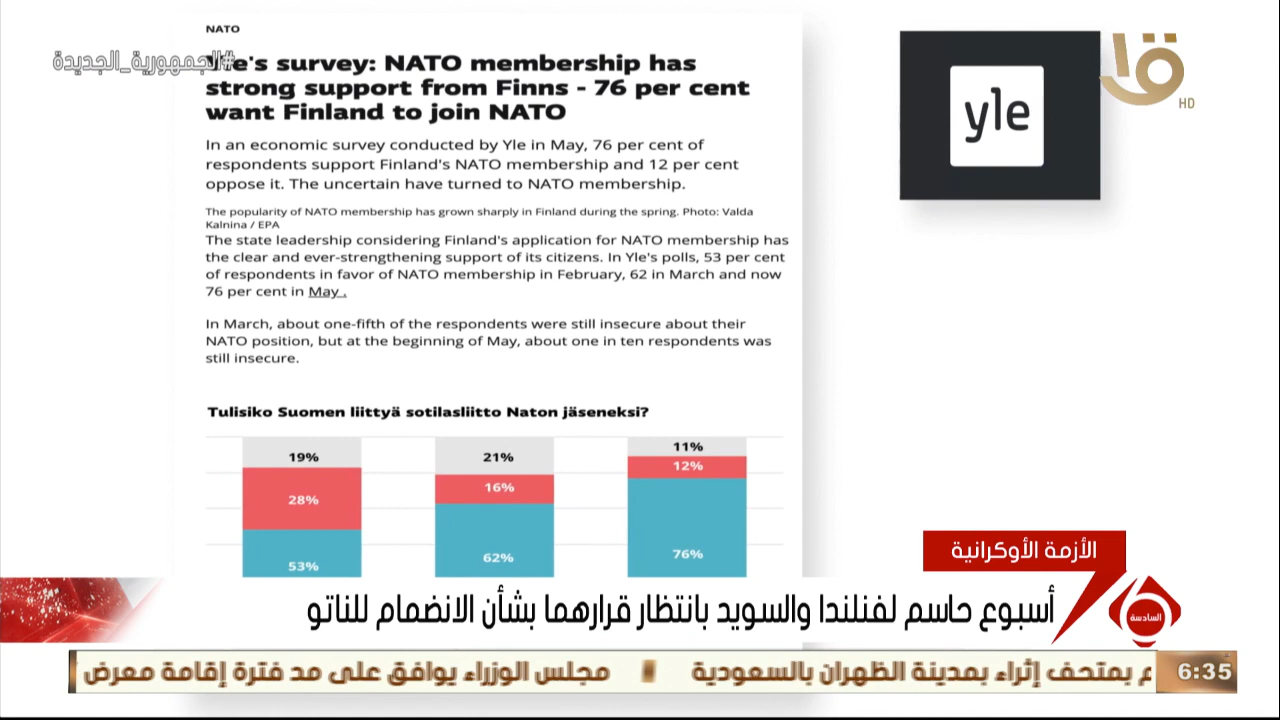 NATO
#الجمهورية_الجديدة
Yle's survey: NATO membership has
strong support from Finns - 76 per cent
want Finland to join NATO
yle
HD
In an economic survey conducted by Yle in May, 76 per cent of
respondents support Finland's NATO membership and 12 per cent
oppose it. The uncertain have turned to NATO membership.
The popularity of NATO membership has grown sharply in Finland during the spring. Photo: Valda
Kalnina / EPA
The state leadership considering Finland's application for NATO membership has
the clear and ever-strengthening support of its citizens. In Yle's polls, 53 per cent
of respondents in favor of NATO membership in February, 62 in March and now
76 per cent in May .
In March, about one-fifth of the respondents were still insecure about their
NATO position, but at the beginning of May, about one in ten respondents was
still insecure.
Tulisiko Suomen liittyä sotilasliitto Naton jäseneksi?
19% 21% 11%
28% 16% 12%
53% 62% 76%
الأزمة الأوكرانية
أسبوع حاسم لفنلندا والسويد بانتظار قرارهما بشأن الانضمام للناتو
السادسة
ع بمتحف إثراء بمدينة الظهران بالسعودية مجلس الوزراء يوافق على مد فترة إقامة معرض
6:35